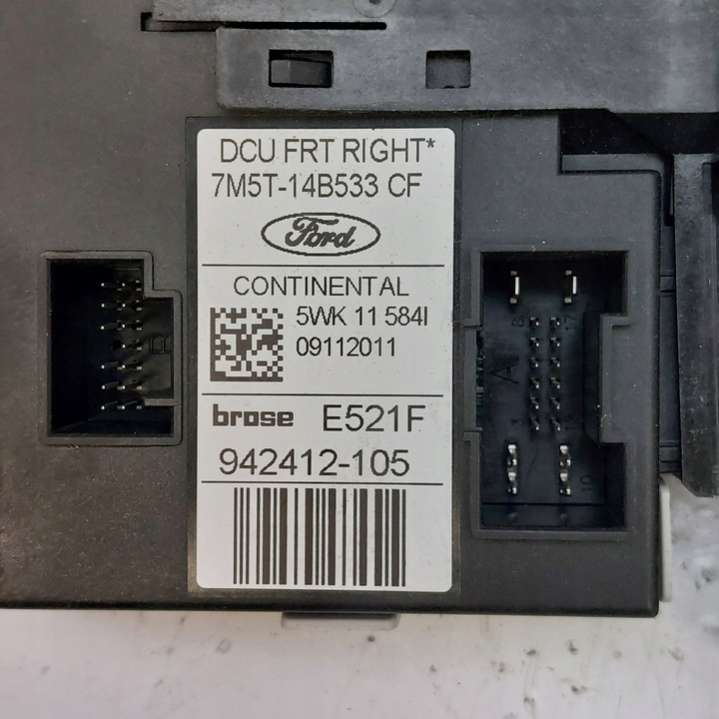 DCU FRT RIGHT*
7M5T-14B533 CF
Ford
CONTINENTAL
5WK 11 584I
09112011
brose E521F
942412-105
A